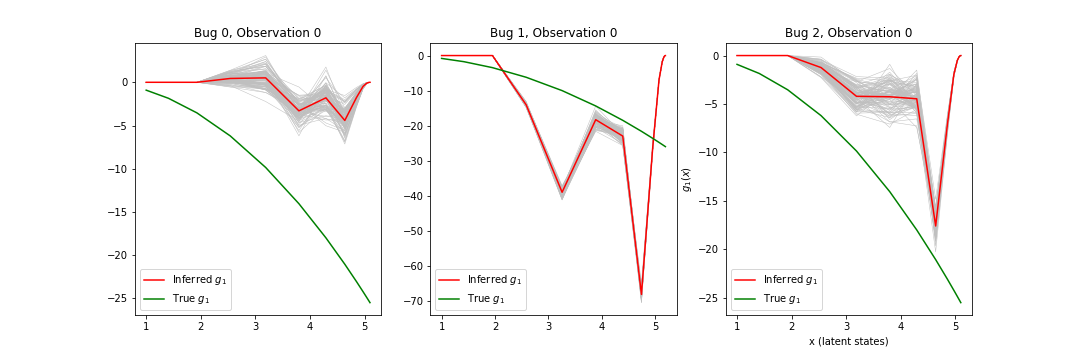 Bug 0, Observation 0
0
−5
−10
−15
−20
−25
1 2 3 4 5
Inferred g₁
True g₁
Bug 1, Observation 0
0
−10
−20
−30
−40
−50
−60
−70
1 2 3 4 5
Inferred g₁
True g₁
Bug 2, Observation 0
g₁(x)
0
−5
−10
−15
−20
−25
1 2 3 4 5
x (latent states)
Inferred g₁
True g₁